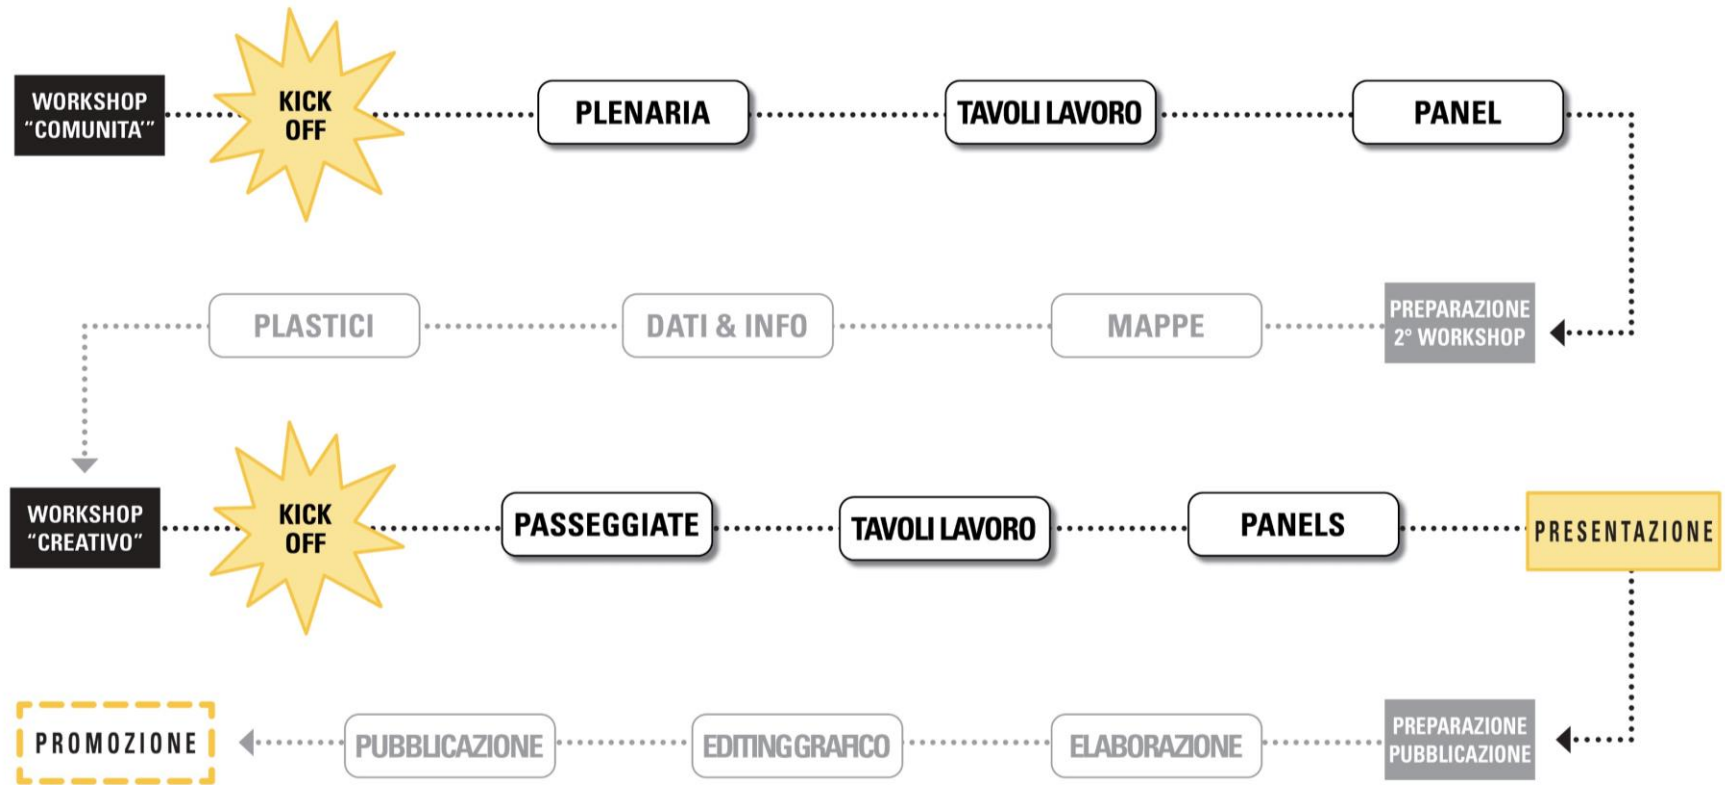 WORKSHOP
"COMUNITA'"
KICK
OFF
PLENARIA
TAVOLI LAVORO
PANEL
PREPARAZIONE
2° WORKSHOP
MAPPE
DATI & INFO
PLASTICI
WORKSHOP
"CREATIVO"
KICK
OFF
PASSEGGIATE
TAVOLI LAVORO
PANELS
PRESENTAZIONE
PREPARAZIONE
PUBBLICAZIONE
ELABORAZIONE
EDITING GRAFICO
PUBBLICAZIONE
PROMOZIONE